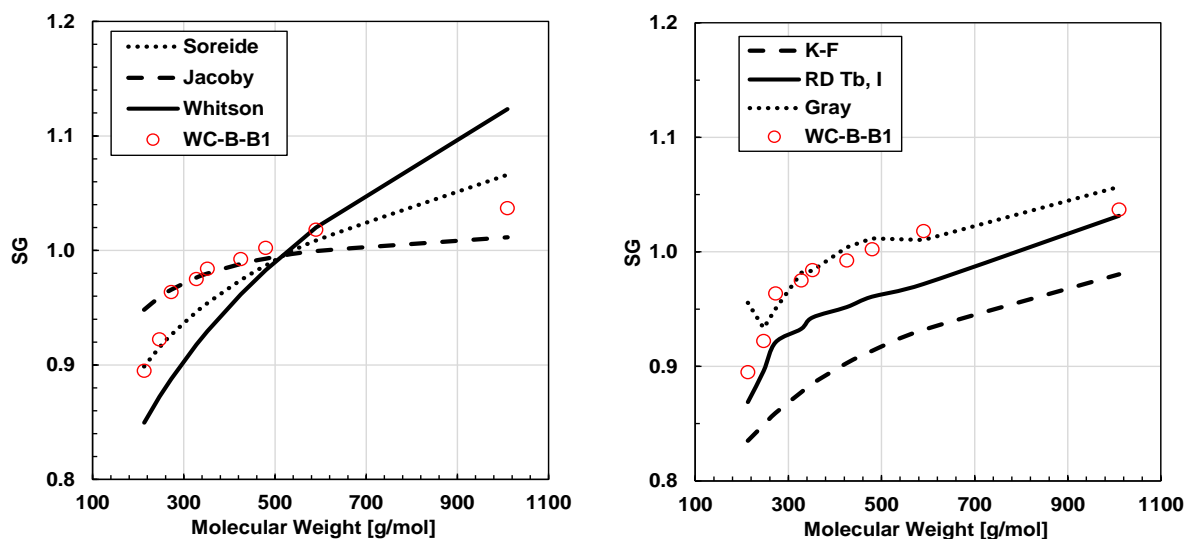 1.2
1.1
1.0
0.9
0.8
SG
Soreide
Jacoby
Whitson
WC-B-B1
100 300 500 700 900 1100
Molecular Weight [g/mol]
1.2
1.1
1.0
0.9
0.8
SG
K-F
RD Tb, I
Gray
WC-B-B1
100 300 500 700 900 1100
Molecular Weight [g/mol]